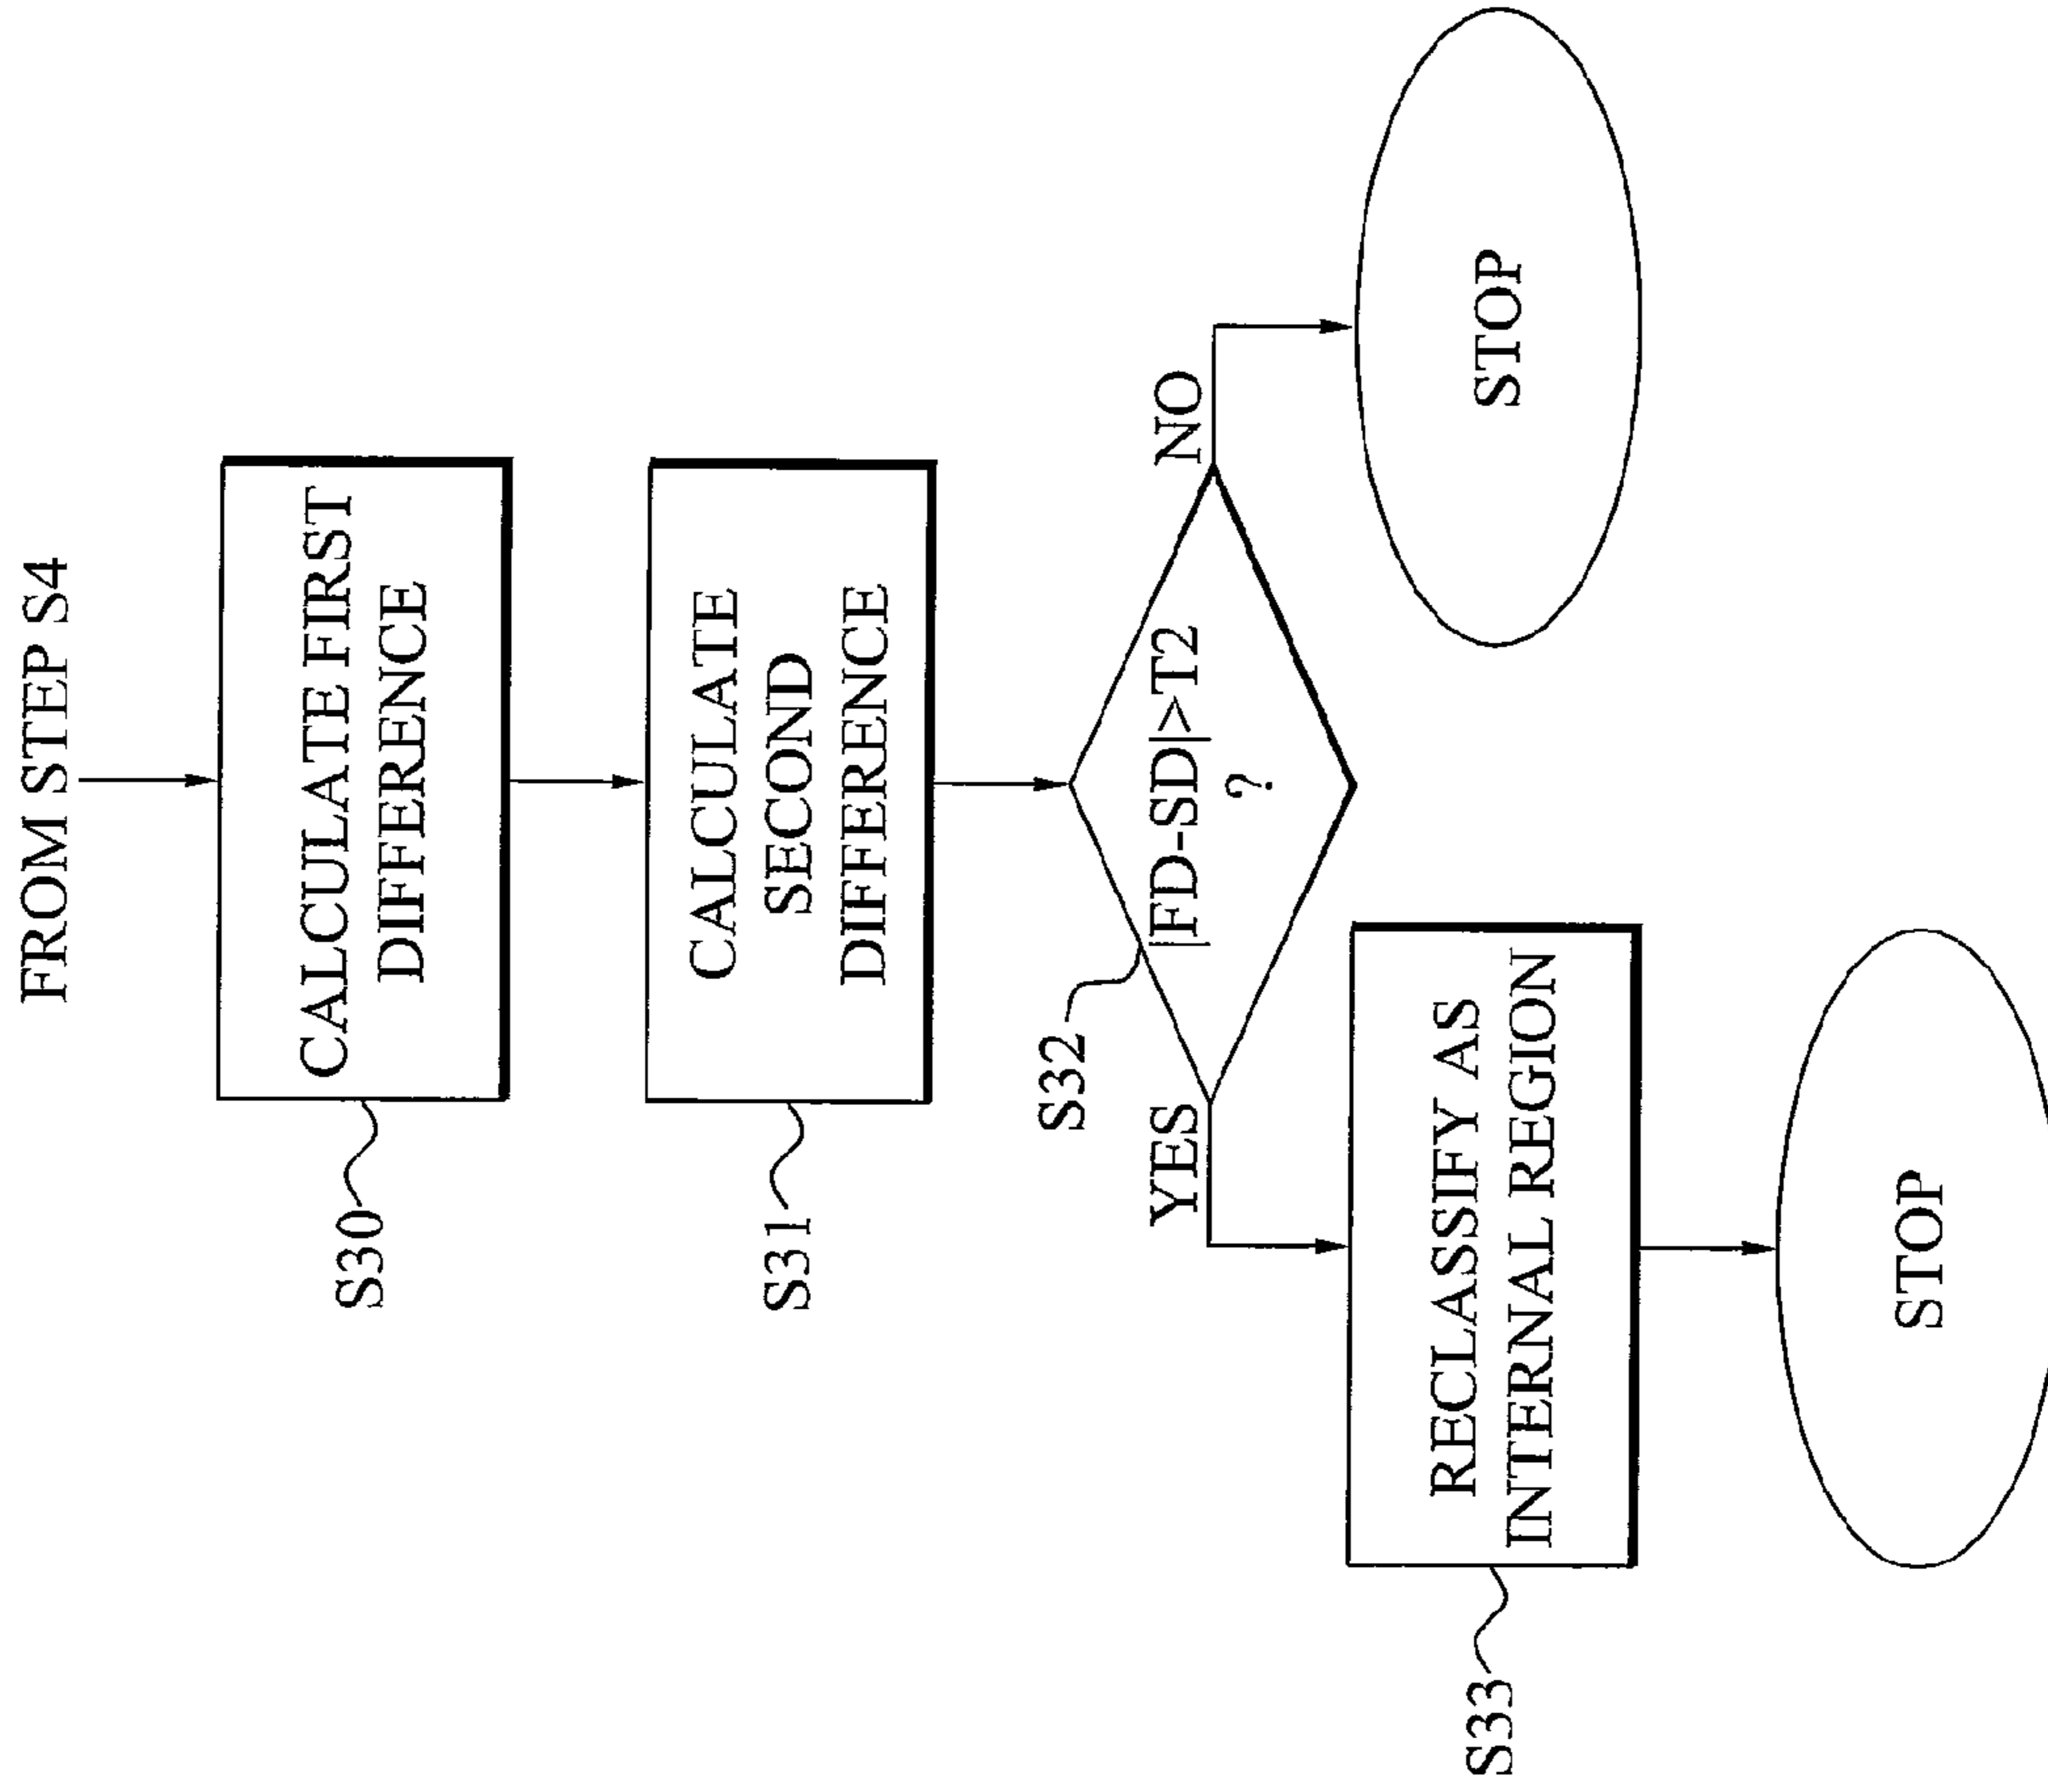 FROM STEP S4
CALCULATE FIRST
DIFFERENCE
S30
CALCULATE
SECOND
DIFFERENCE
S31
S32
|FD-SD|>T2
?
YES
NO
RECLASSIFY AS
INTERNAL REGION
S33
STOP
STOP